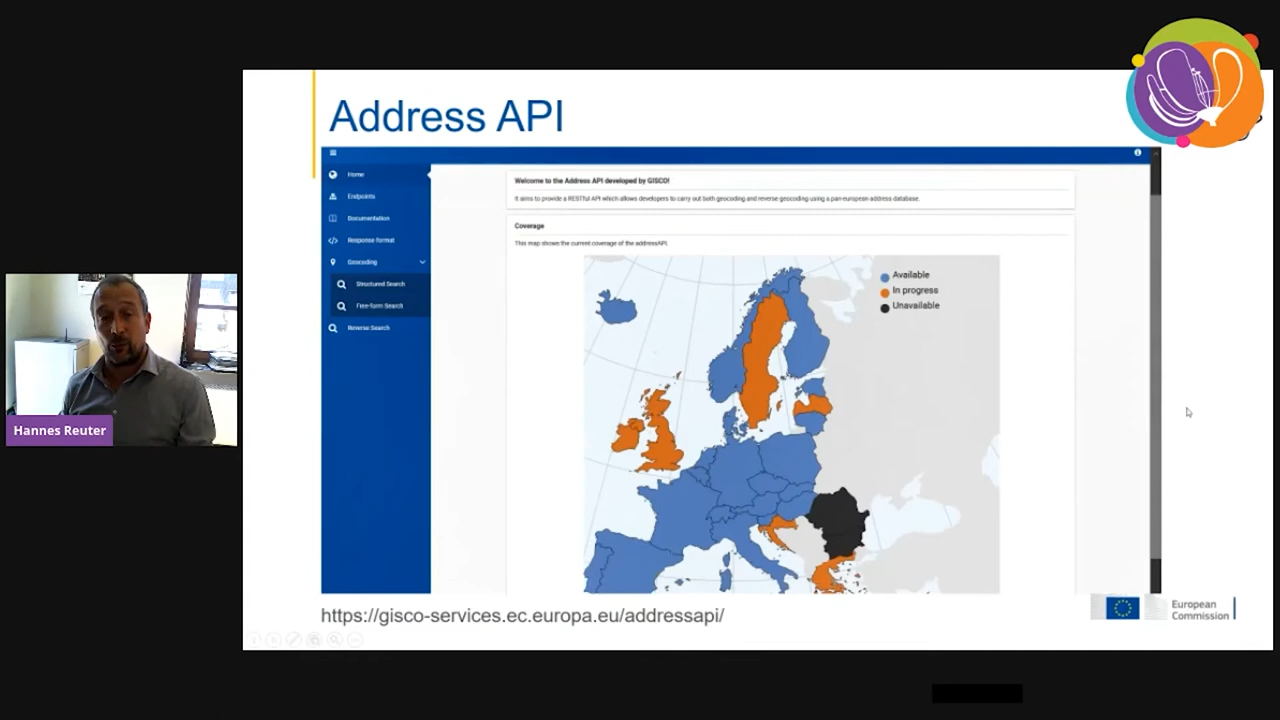 Address API
Home
Endpoints
Documentation
Response format
Geocoding
Structured Search
Free-form Search
Reverse Search
Welcome to the Address API developed by GISCO!
It aims to provide a RESTful API which allows developers to carry out both geocoding and reverse geocoding using a pan-european address database.
Coverage
This map shows the current coverage of the addressAPI.
Available
In progress
Unavailable
Hannes Reuter
https://gisco-services.ec.europa.eu/addressapi/
European
Commission